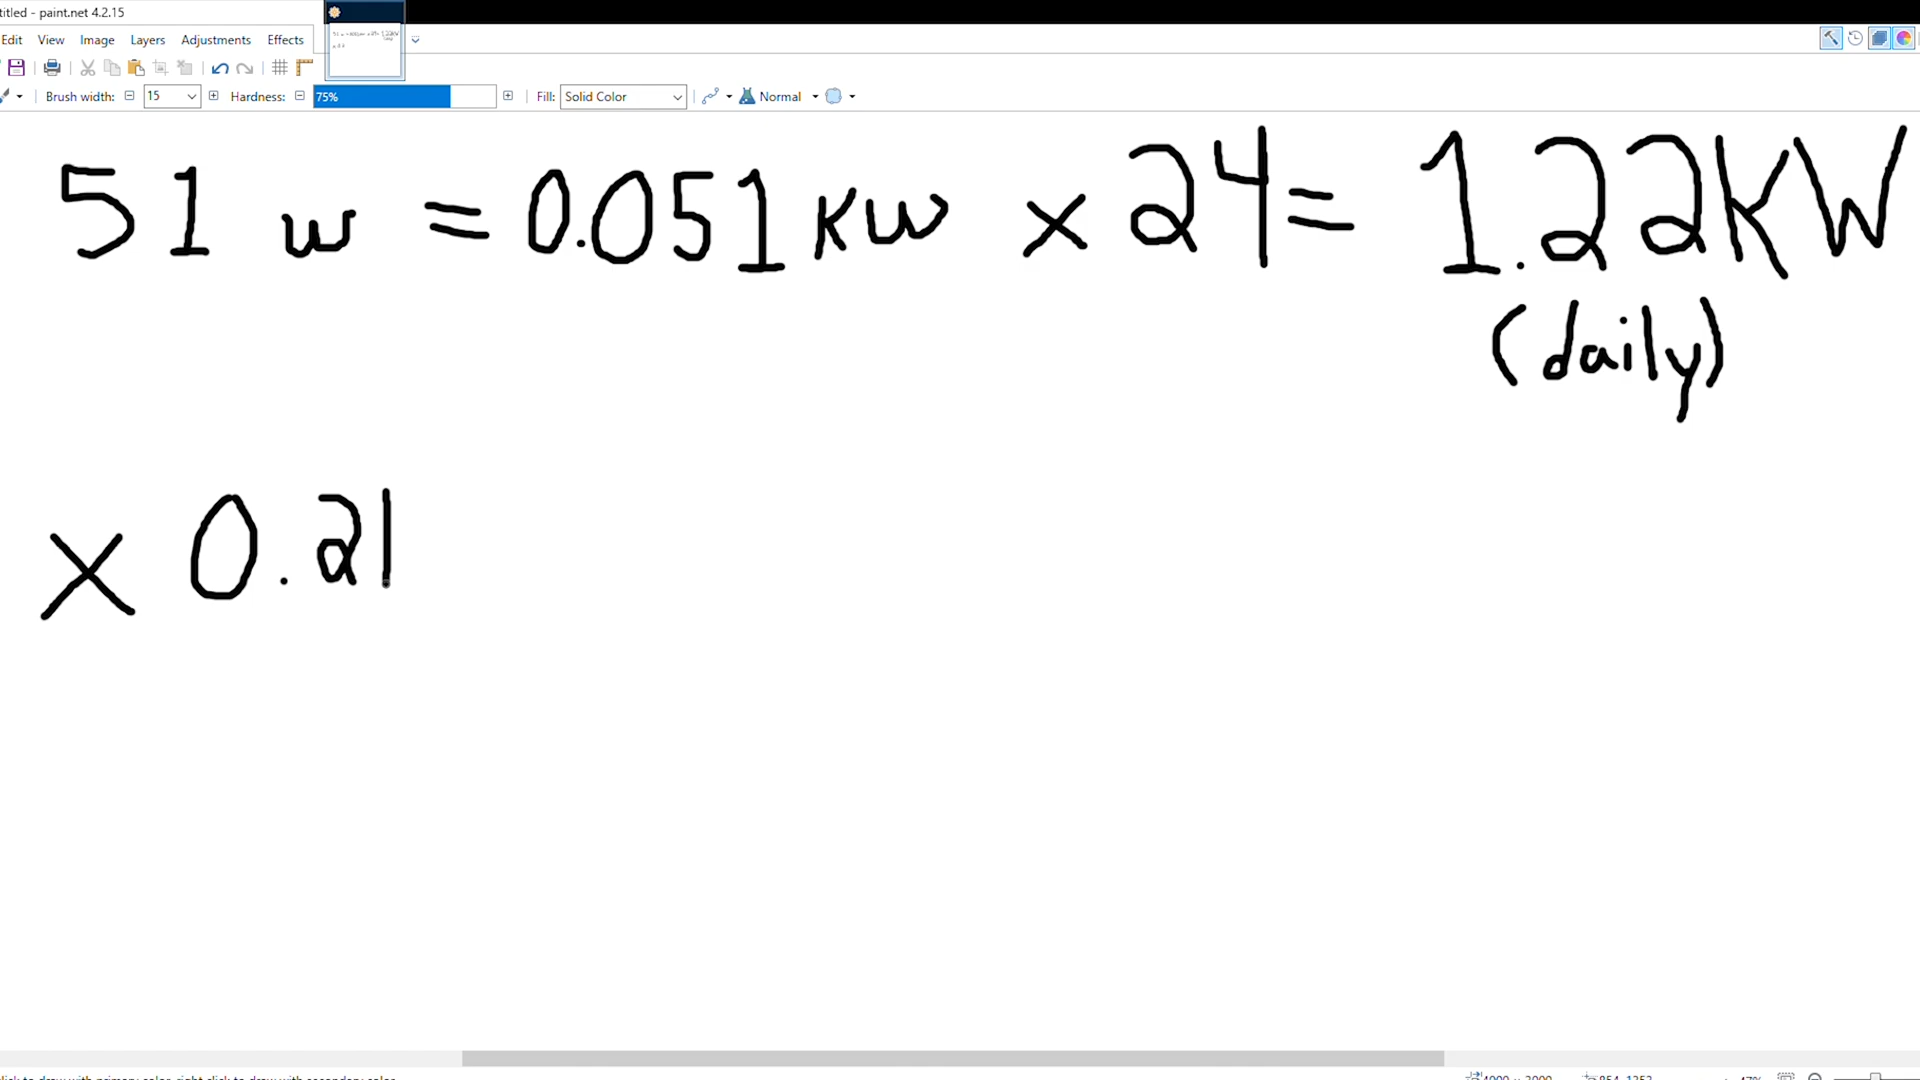 titled - paint.net 4.2.15
Edit View Image Layers Adjustments Effects
Brush width: 15 Hardness: 75% Fill: Solid Color Normal
51 w = 0.051 kw x 24 = 1.22kW
(daily)
x 0.21